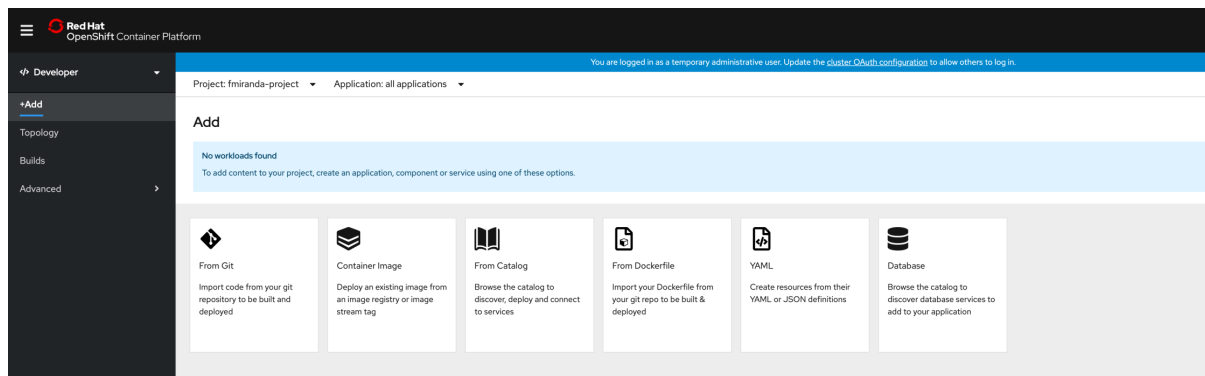 Red Hat
OpenShift Container Platform
Developer
You are logged in as a temporary administrative user. Update the cluster OAuth configuration to allow others to log in.
Project: fmiranda-project
Application: all applications
+Add
Topology
Builds
Advanced
Add
No workloads found
To add content to your project, create an application, component or service using one of these options.
From Git
Import code from your git
repository to be built and
deployed
Container Image
Deploy an existing image from
an image registry or image
stream tag
From Catalog
Browse the catalog to
discover, deploy and connect
to services
From Dockerfile
Import your Dockerfile from
your git repo to be built &
deployed
YAML
Create resources from their
YAML or JSON definitions
Database
Browse the catalog to
discover database services to
add to your application